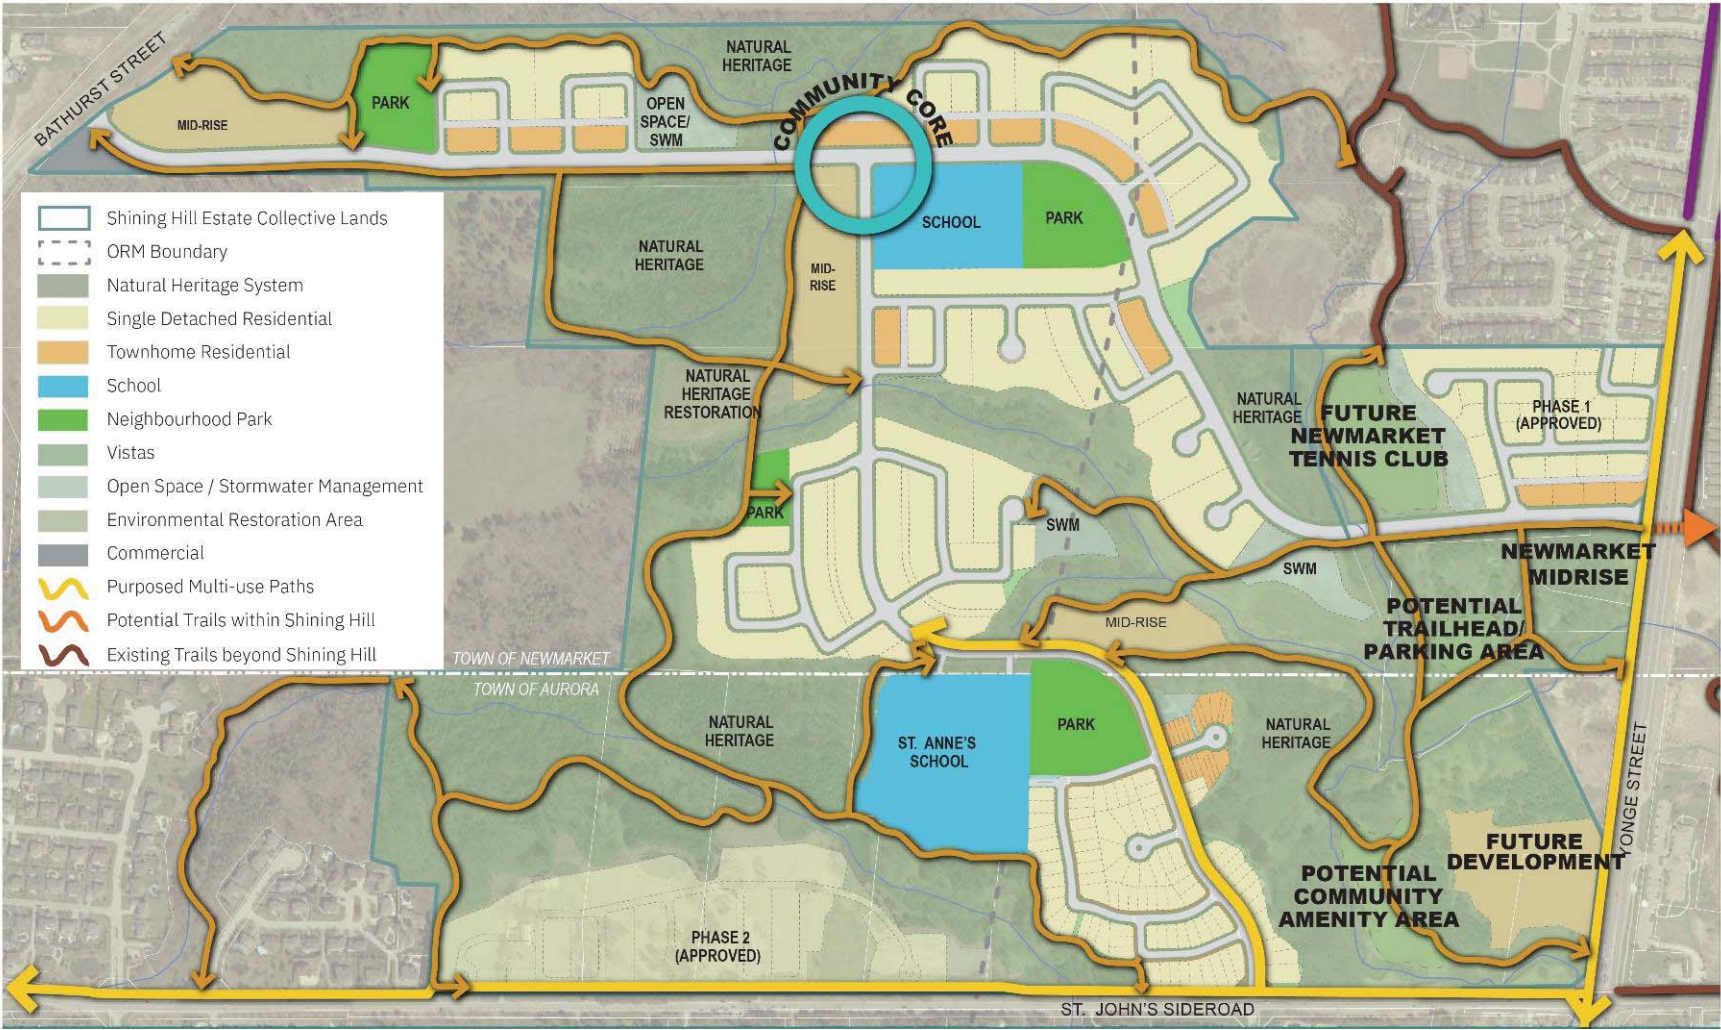 BATHURST STREET
MID-RISE
PARK
NATURAL
HERITAGE
OPEN
SPACE/
SWM
COMMUNITY CORE
SCHOOL
PARK
NATURAL
HERITAGE
MID-
RISE
Shining Hill Estate Collective Lands
ORM Boundary
Natural Heritage System
Single Detached Residential
Townhome Residential
School
Neighbourhood Park
Vistas
Open Space / Stormwater Management
Environmental Restoration Area
Commercial
Purposed Multi-use Paths
Potential Trails within Shining Hill
Existing Trails beyond Shining Hill
NATURAL
HERITAGE
RESTORATION
NATURAL
HERITAGE
FUTURE
NEWMARKET
TENNIS CLUB
PHASE 1
(APPROVED)
PARK
SWM
SWM
NEWMARKET
MIDRISE
MID-RISE
POTENTIAL
TRAILHEAD/
PARKING AREA
TOWN OF NEWMARKET
TOWN OF AURORA
NATURAL
HERITAGE
ST. ANNE'S
SCHOOL
PARK
NATURAL
HERITAGE
YONGE STREET
FUTURE
DEVELOPMENT
POTENTIAL
COMMUNITY
AMENITY AREA
PHASE 2
(APPROVED)
ST. JOHN'S SIDEROAD